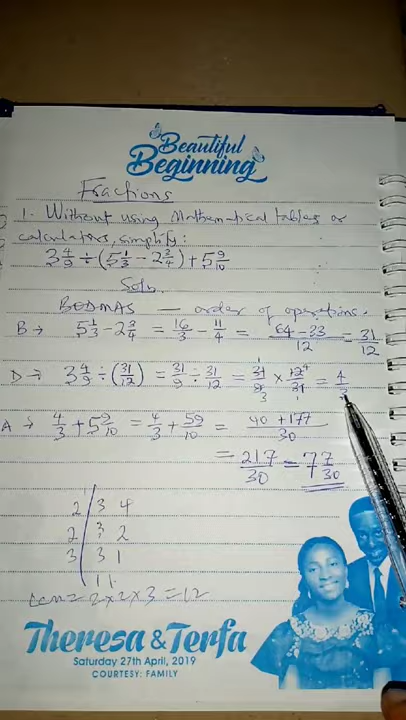 Beautiful
Beginning
Fractions
1. Without using Mathematical tables or
calculators, simplify:
3 4/9 ÷ (5 1/3 − 2 3/4) + 5 9/10
Soln.
BODMAS — order of operations.
B → 5 1/3 − 2 3/4 = 16/3 − 11/4 = 64 − 33/12 = 31/12
D → 3 4/9 ÷ (31/12) = 31/9 ÷ 31/12 = 31/9 × 12/31 = 4/3
A → 4/3 + 5 9/10 = 4/3 + 59/10 = 40 + 177/30
= 217/30 = 7 7/30
2 3 4
2 3 2
3 3 1
1 1
LCM = 2×2×3 = 12
Theresa & Terfa
Saturday 27th April, 2019
COURTESY: FAMILY